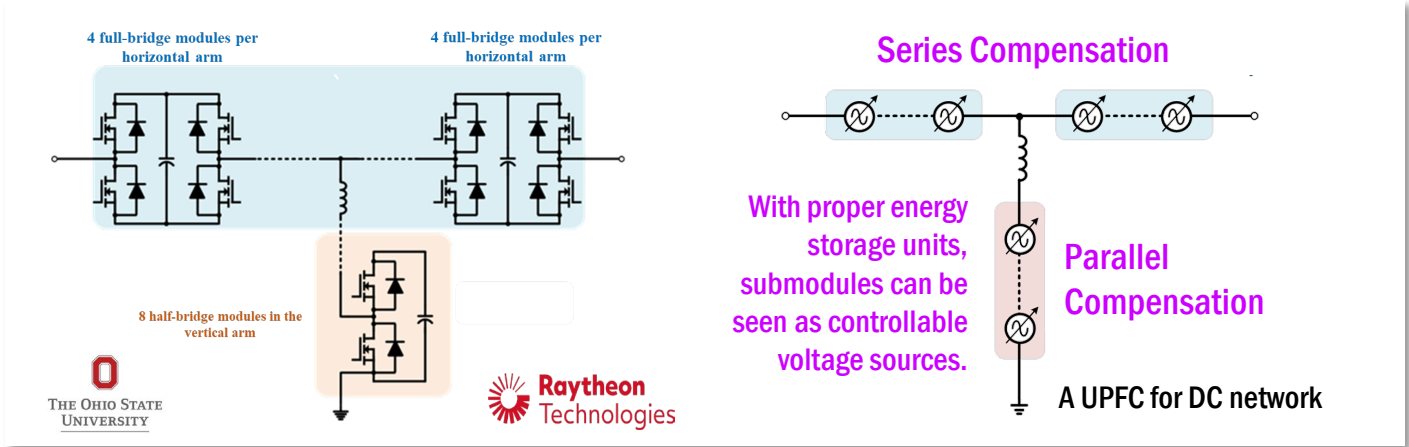 4 full-bridge modules per
horizontal arm
4 full-bridge modules per
horizontal arm
8 half-bridge modules in the
vertical arm
THE OHIO STATE
UNIVERSITY
Raytheon
Technologies
Series Compensation
With proper energy
storage units,
submodules can be
seen as controllable
voltage sources.
Parallel
Compensation
A UPFC for DC network